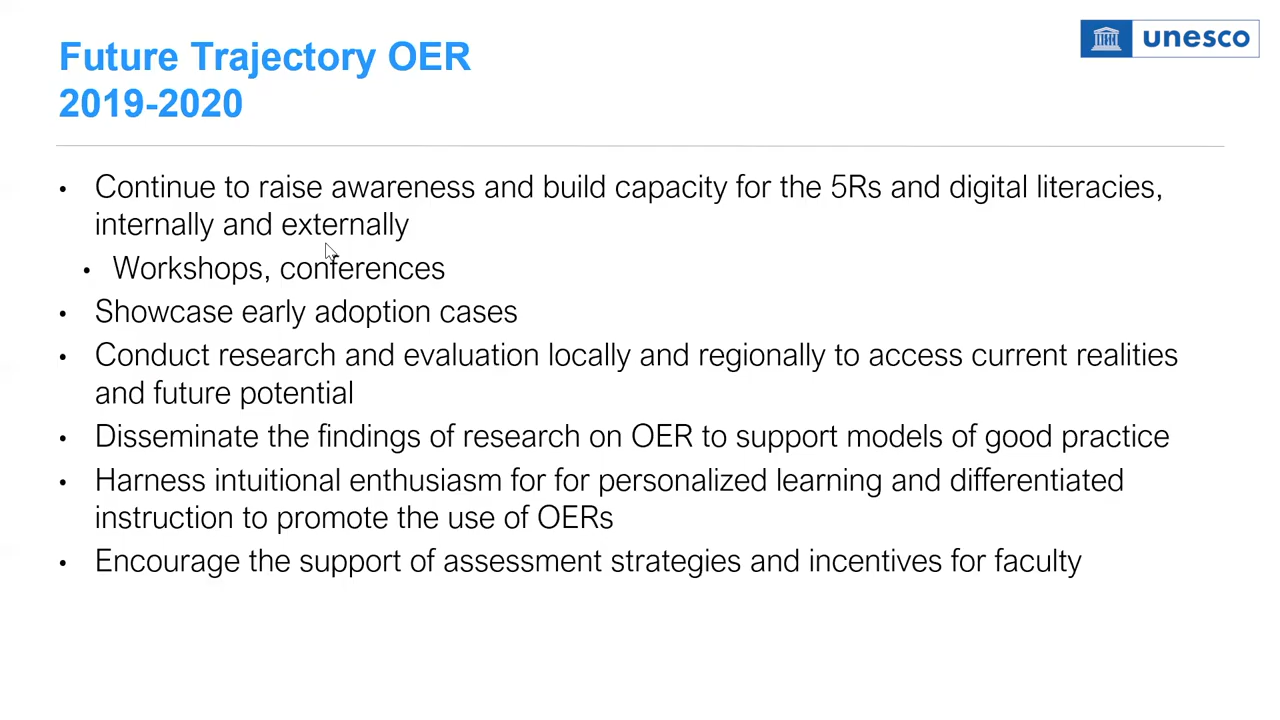 Future Trajectory OER
2019-2020
unesco
• Continue to raise awareness and build capacity for the 5Rs and digital literacies,
internally and externally
• Workshops, conferences
• Showcase early adoption cases
• Conduct research and evaluation locally and regionally to access current realities
and future potential
• Disseminate the findings of research on OER to support models of good practice
• Harness intuitional enthusiasm for for personalized learning and differentiated
instruction to promote the use of OERs
• Encourage the support of assessment strategies and incentives for faculty